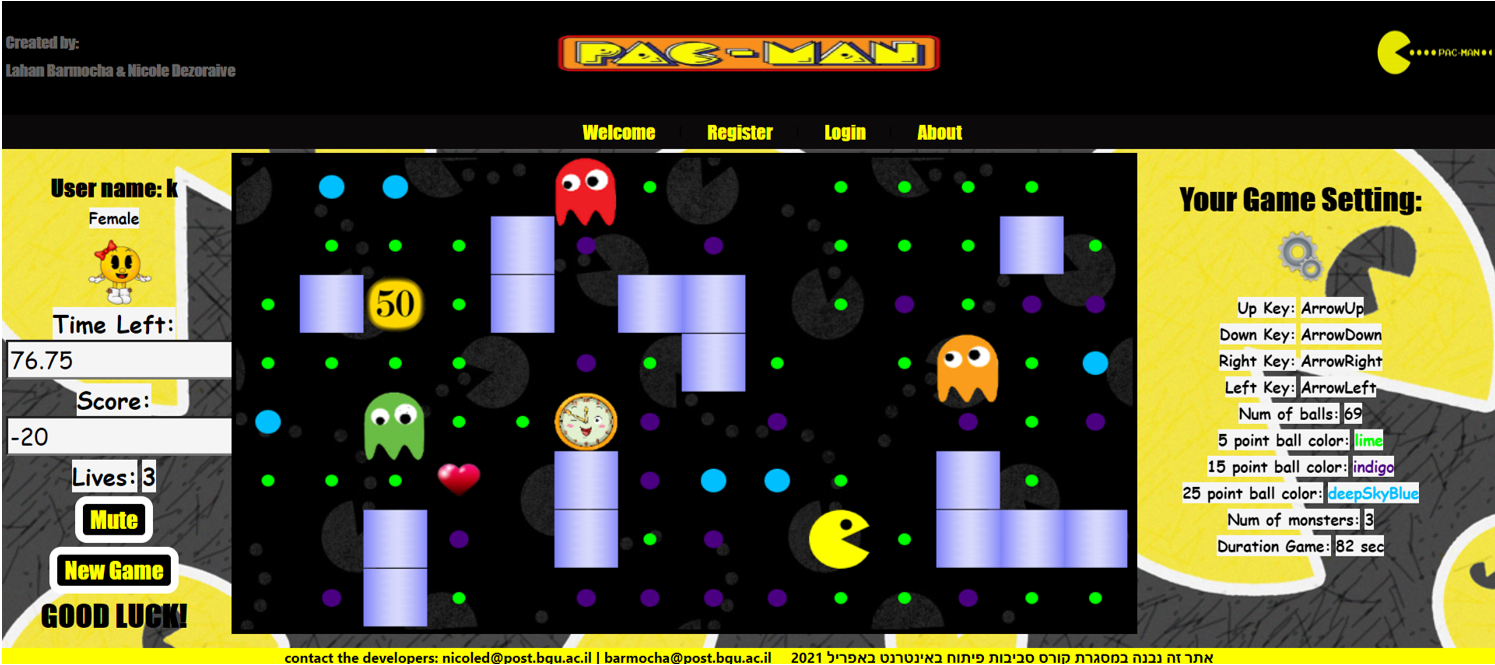 Created by:
Lahan Barmocha & Nicole Dezoraive
PAC-MAN
PAC-MAN
Welcome
Register
Login
About
User name: k
Female
Time Left:
76.75
Score:
-20
Lives: 3
Mute
New Game
GOOD LUCK!
50
Your Game Setting:
Up Key: ArrowUp
Down Key: ArrowDown
Right Key: ArrowRight
Left Key: ArrowLeft
Num of balls: 69
5 point ball color: lime
15 point ball color: indigo
25 point ball color: deepSkyBlue
Num of monsters: 3
Duration Game: 82 sec
contact the developers: nicoled@post.bgu.ac.il | barmocha@post.bgu.ac.il אתר זה נבנה במסגרת קורס סביבות פיתוח באינטרנט באפריל 2021